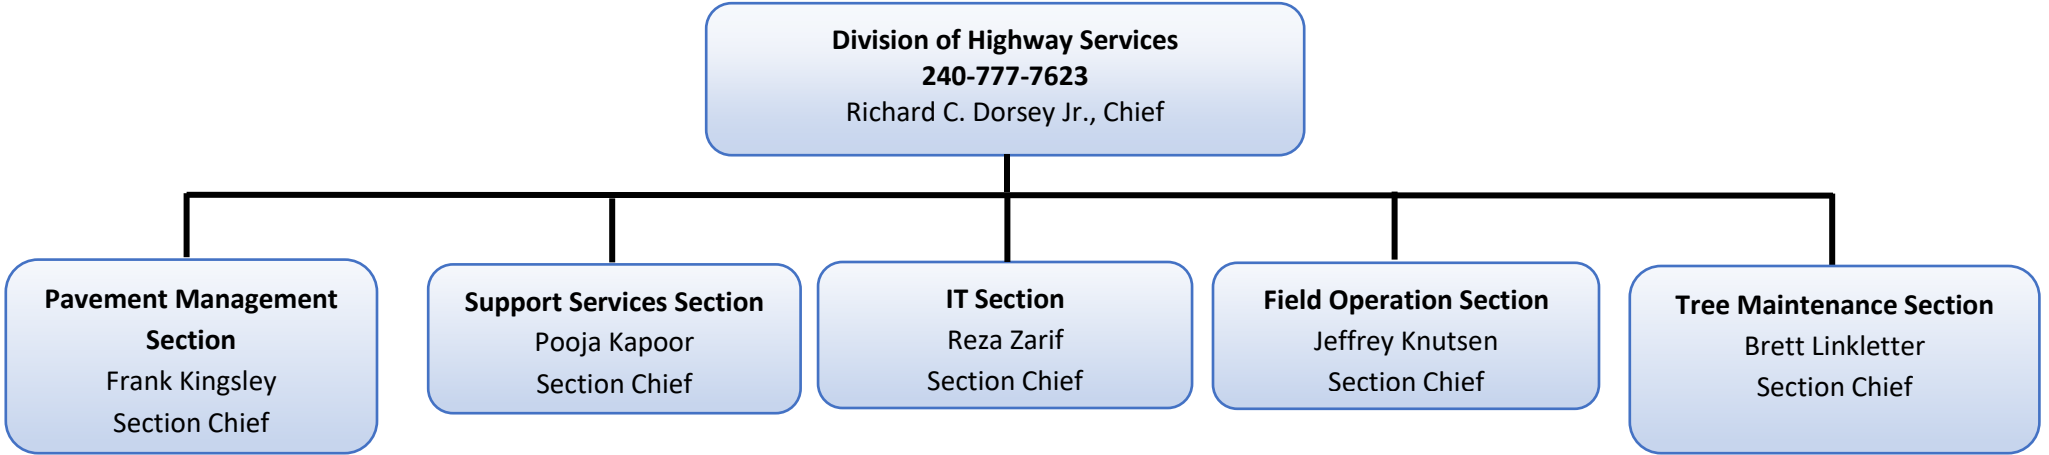 Division of Highway Services
240-777-7623
Richard C. Dorsey Jr., Chief
Pavement Management
Section
Frank Kingsley
Section Chief
Support Services Section
Pooja Kapoor
Section Chief
IT Section
Reza Zarif
Section Chief
Field Operation Section
Jeffrey Knutsen
Section Chief
Tree Maintenance Section
Brett Linkletter
Section Chief